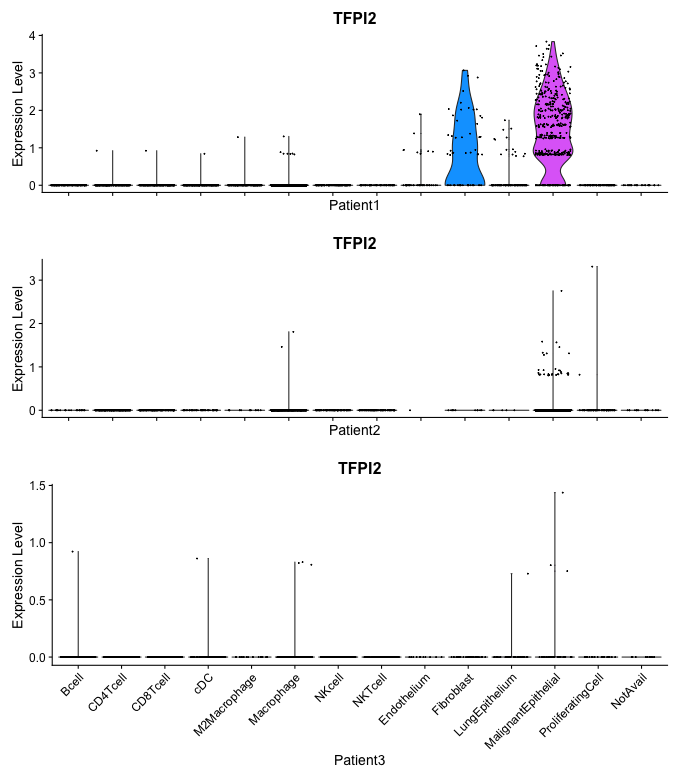 TFPI2
Expression Level
4
3
2
1
0
Patient1
TFPI2
Expression Level
3
2
1
0
Patient2
TFPI2
Expression Level
1.5
1.0
0.5
0.0
Bcell
CD4Tcell
CD8Tcell
cDC
M2Macrophage
Macrophage
NKcell
NKTcell
Endothelium
Fibroblast
LungEpithelium
MalignantEpithelial
ProliferatingCell
NotAvail
Patient3